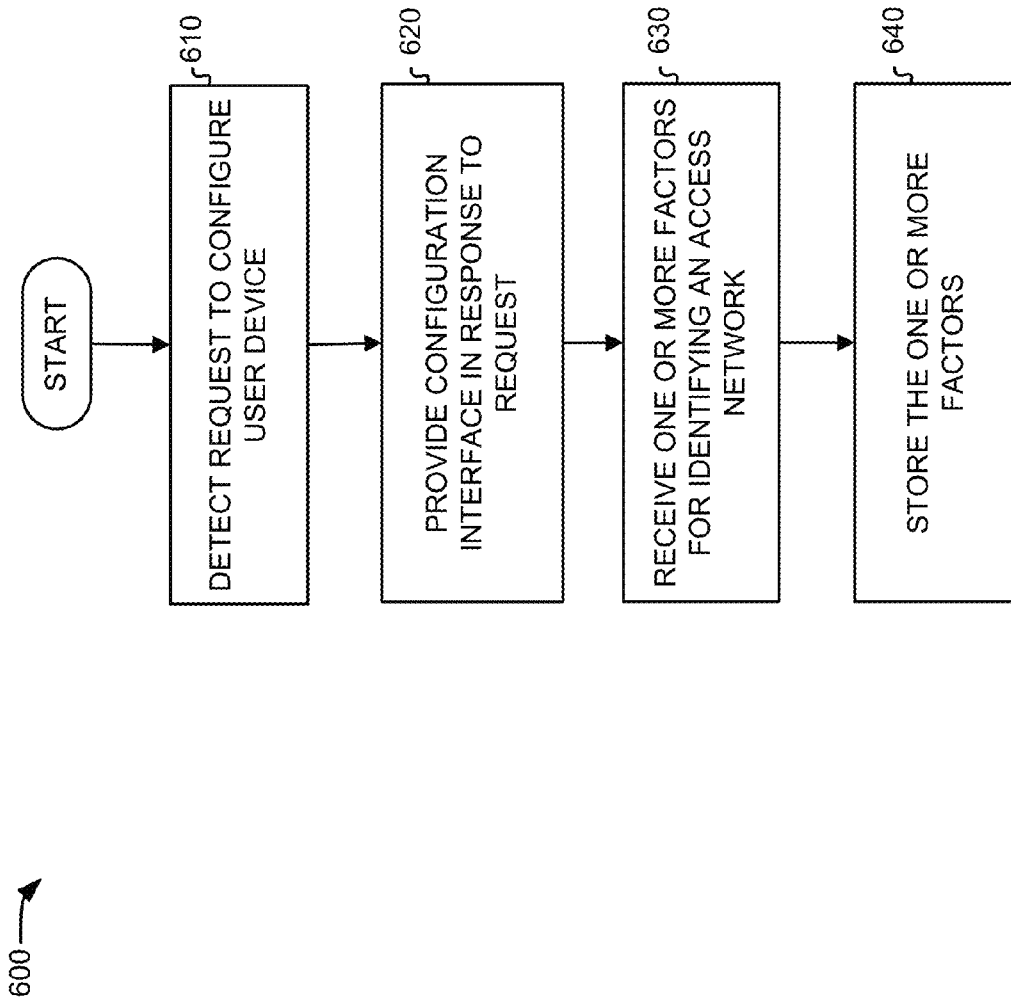 600
START
610
DETECT REQUEST TO CONFIGURE
USER DEVICE
620
PROVIDE CONFIGURATION
INTERFACE IN RESPONSE TO
REQUEST
630
RECEIVE ONE OR MORE FACTORS
FOR IDENTIFYING AN ACCESS
NETWORK
640
STORE THE ONE OR MORE
FACTORS